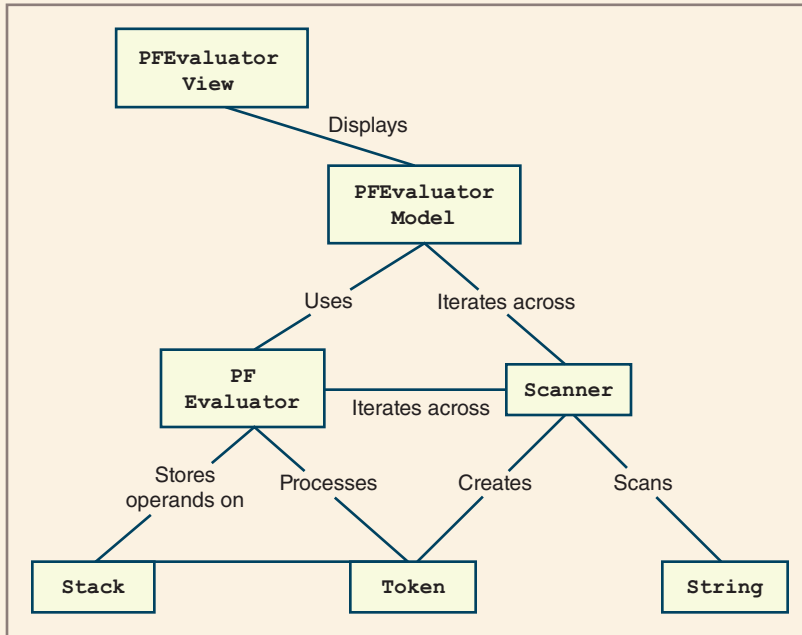 PFEvaluator
View
Displays
PFEvaluator
Model
Uses
Iterates across
PF
Evaluator
Iterates across
Scanner
Stores
operands on
Processes
Creates
Scans
Stack
Token
String